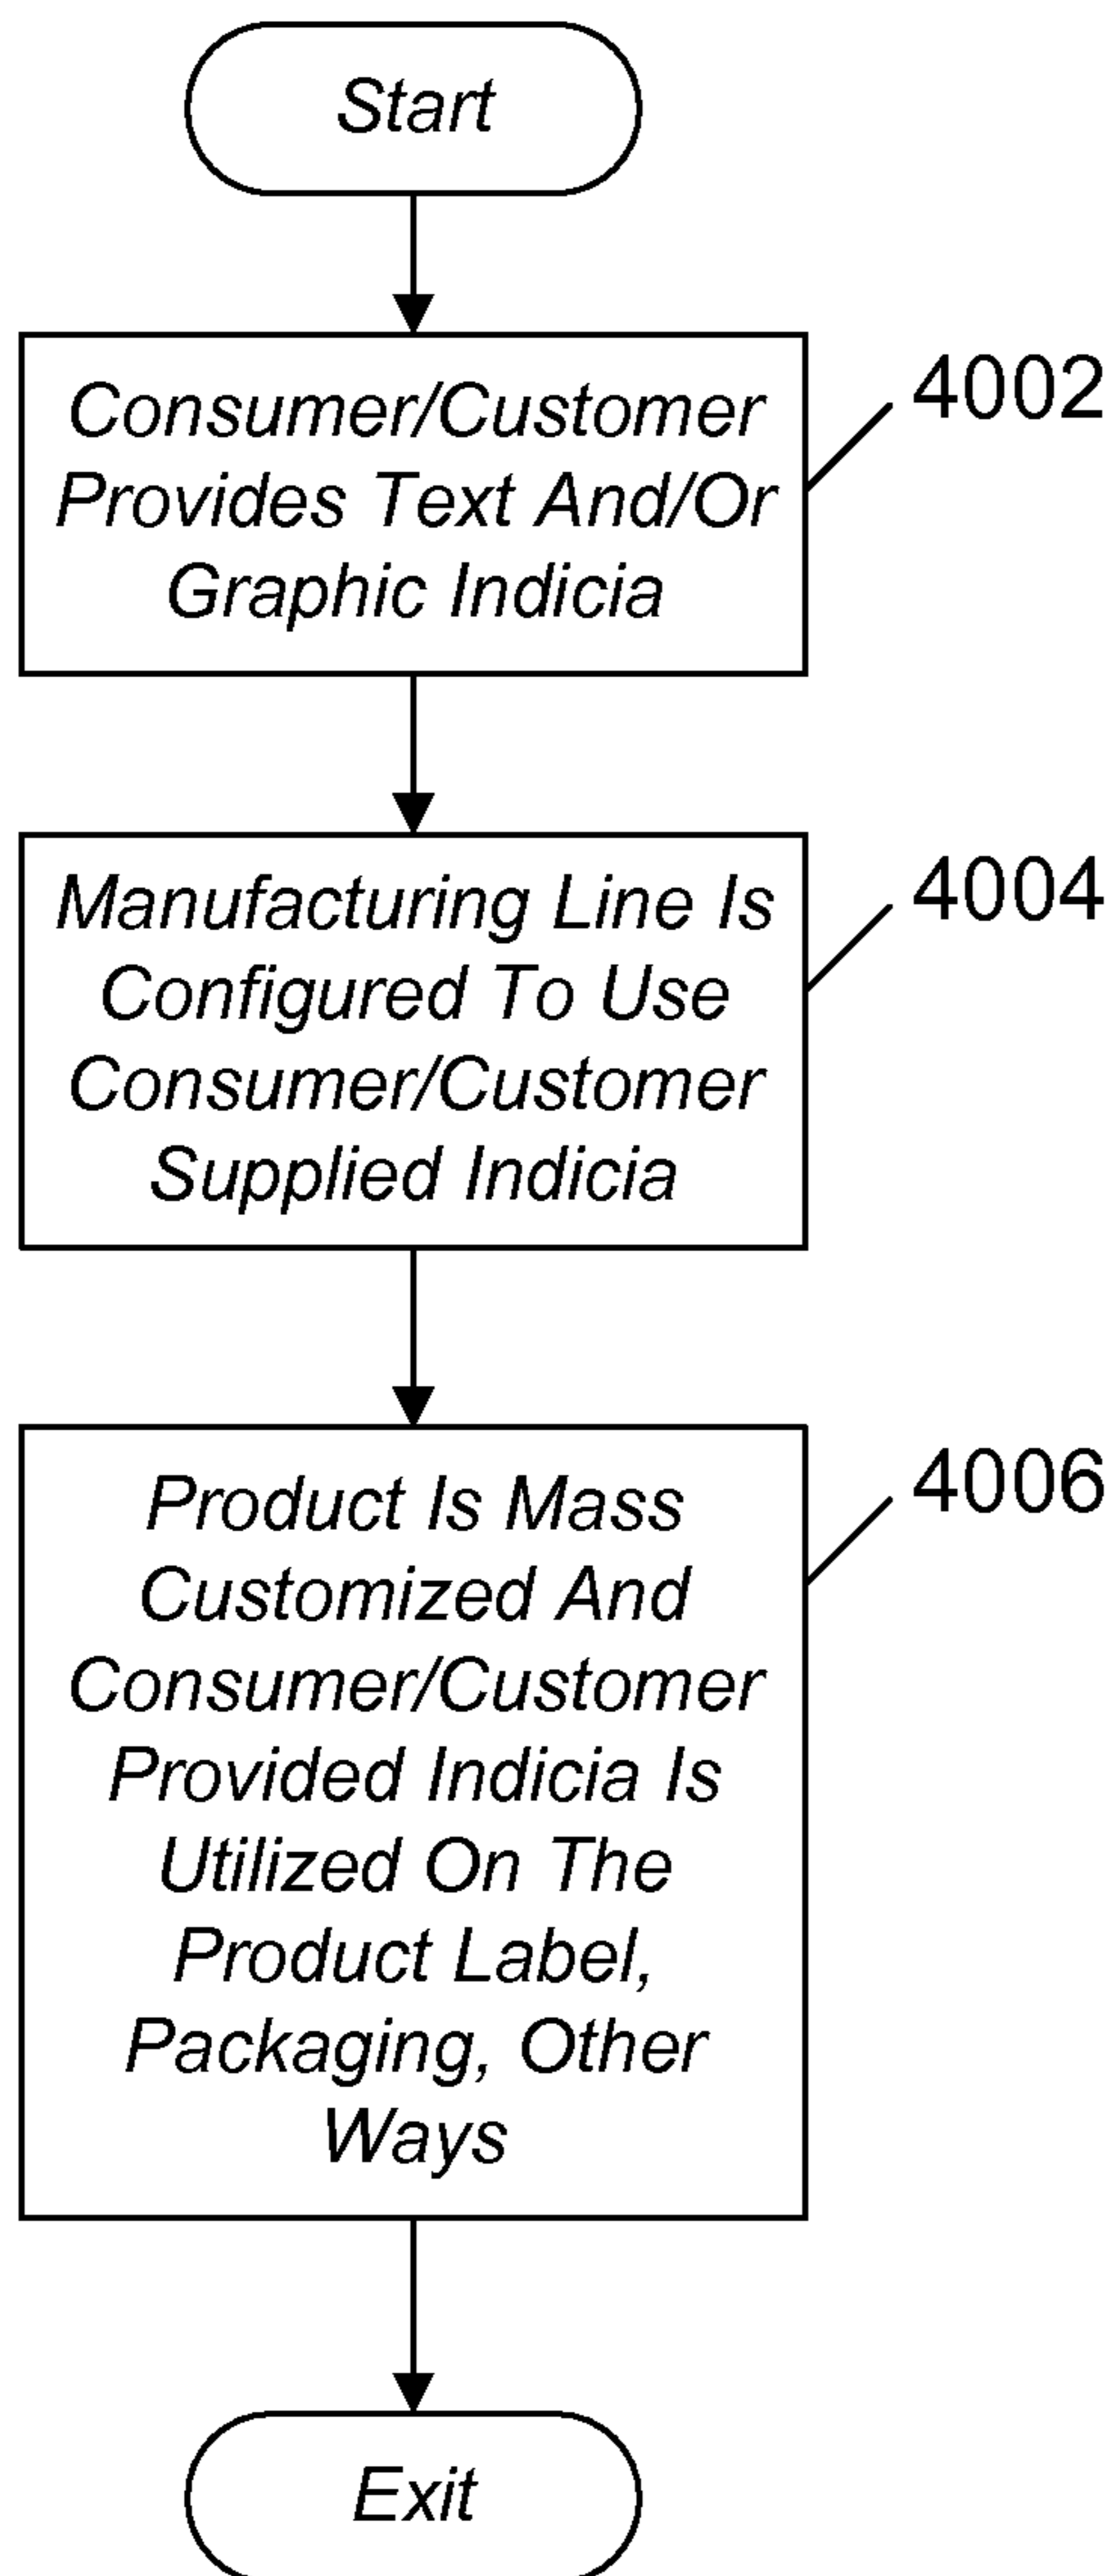 Start
Consumer/Customer
Provides Text And/Or
Graphic Indicia
4002
Manufacturing Line Is
Configured To Use
Consumer/Customer
Supplied Indicia
4004
Product Is Mass
Customized And
Consumer/Customer
Provided Indicia Is
Utilized On The
Product Label,
Packaging, Other
Ways
4006
Exit